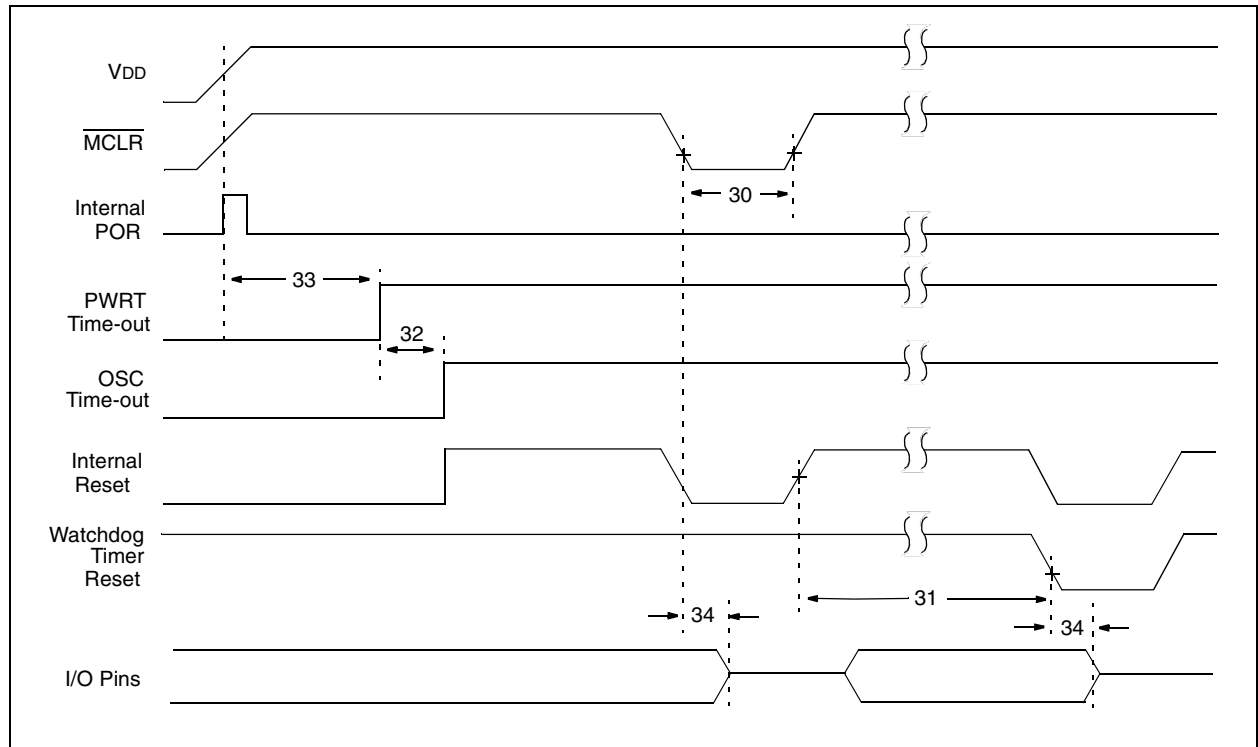 VDD
MCLR
30
Internal
POR
33
PWRT
Time-out
32
OSC
Time-out
Internal
Reset
Watchdog
Timer
Reset
31
34
34
I/O Pins